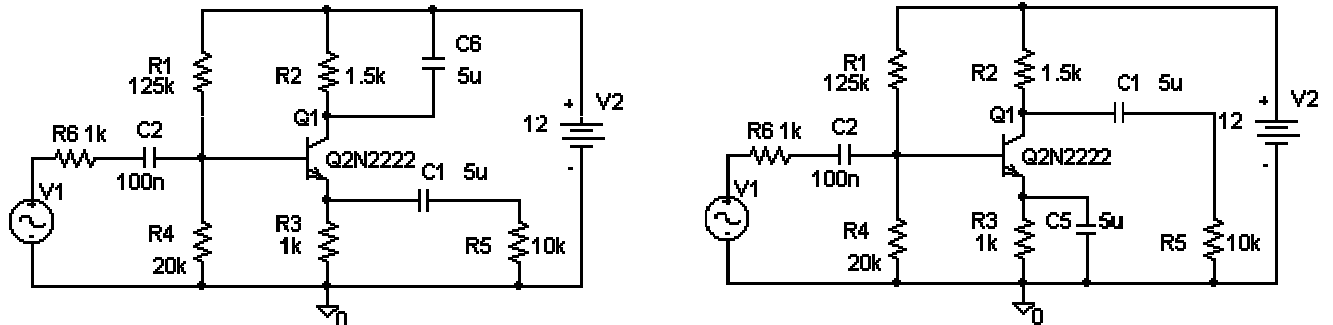 R1
125k
R2
1.5k
C6
5u
Q1
V2
12
+
-
R6 1k
C2
100n
Q2N2222
C1 5u
V1
R4
20k
R3
1k
R5
10k
0
R1
125k
R2
1.5k
C1 5u
Q1
V2
12
+
-
R6 1k
C2
100n
Q2N2222
V1
R4
20k
R3
1k
C5
5u
R5
10k
0